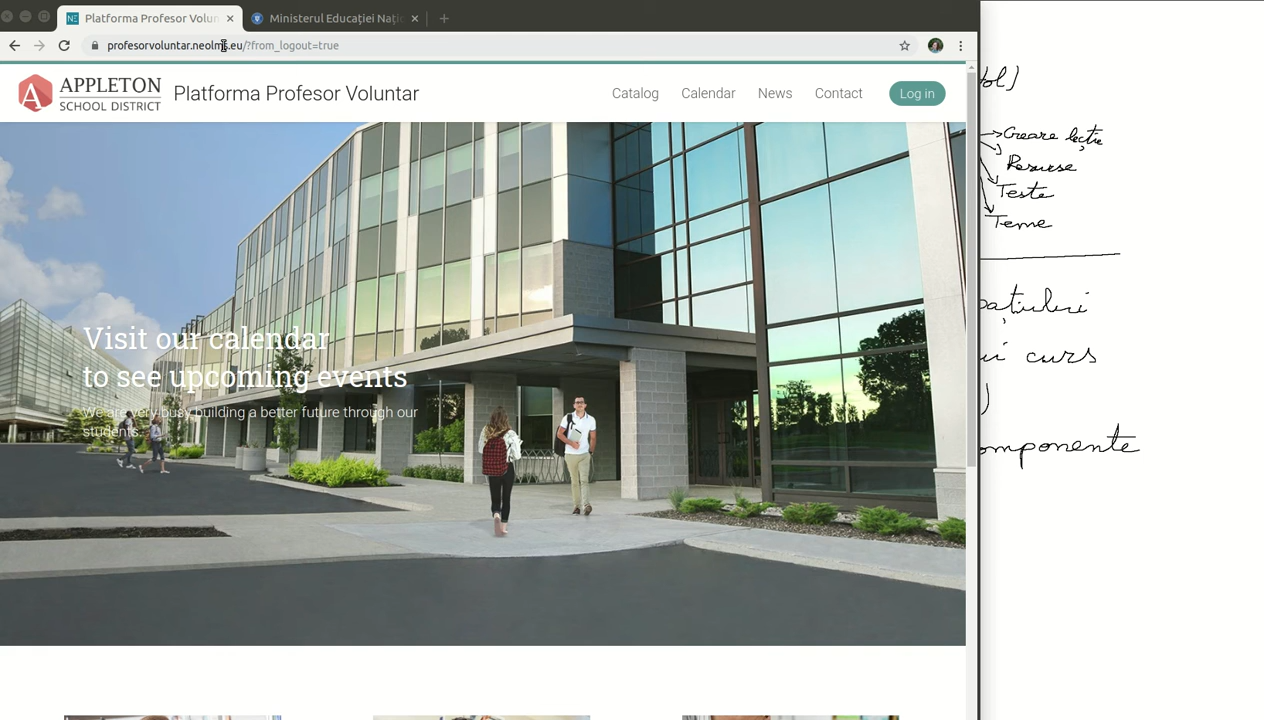 Platforma Profesor Volun
Ministerul Educației Nați
profesorvoluntar.neolms.eu/?from_logout=true
APPLETON
SCHOOL DISTRICT
Platforma Profesor Voluntar
Catalog
Calendar
News
Contact
Log in
Visit our calendar
to see upcoming events
We are very busy building a better future through our
students.
Creare lecție
Resurse
Teste
Teme
ui curs
omponente